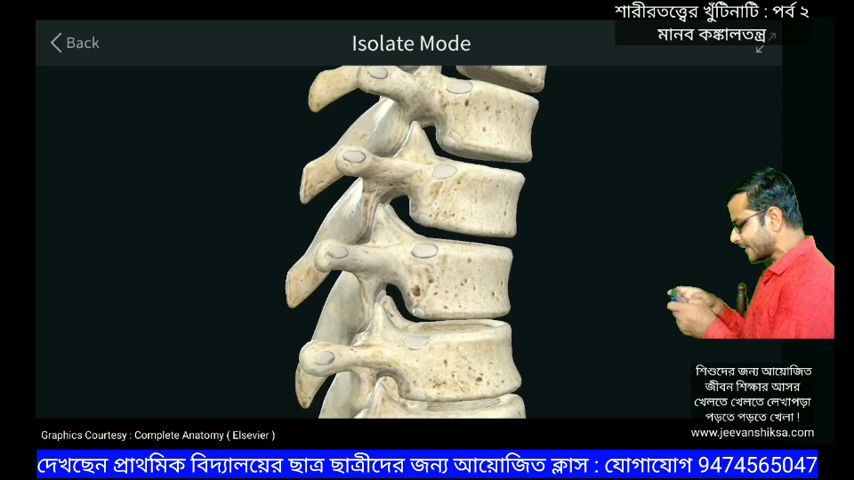 শারীরতত্ত্বের খুঁটিনাটি : পর্ব ২
মানব কঙ্কালতন্ত্র
Back
Isolate Mode
শিশুদের জন্য আয়োজিত
জীবন শিক্ষার আসর
খেলতে খেলতে লেখাপড়া
পড়তে পড়তে খেলা !
www.jeevanshiksa.com
Graphics Courtesy : Complete Anatomy ( Elsevier )
দেখছেন প্রাথমিক বিদ্যালয়ের ছাত্র ছাত্রীদের জন্য আয়োজিত ক্লাস : যোগাযোগ 9474565047